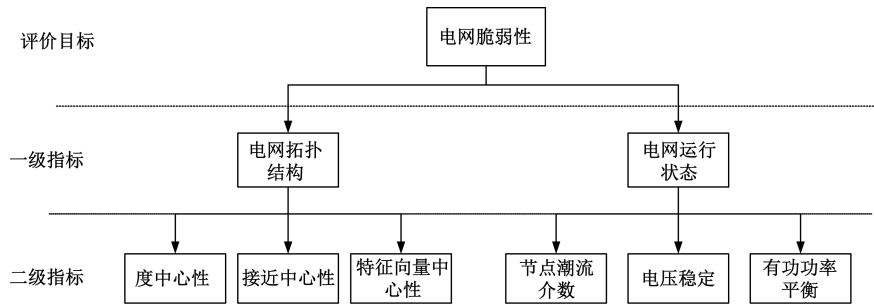 评价目标
电网脆弱性
一级指标
电网拓扑
结构
电网运行
状态
二级指标
度中心性
接近中心性
特征向量中
心性
节点潮流
介数
电压稳定
有功功率
平衡